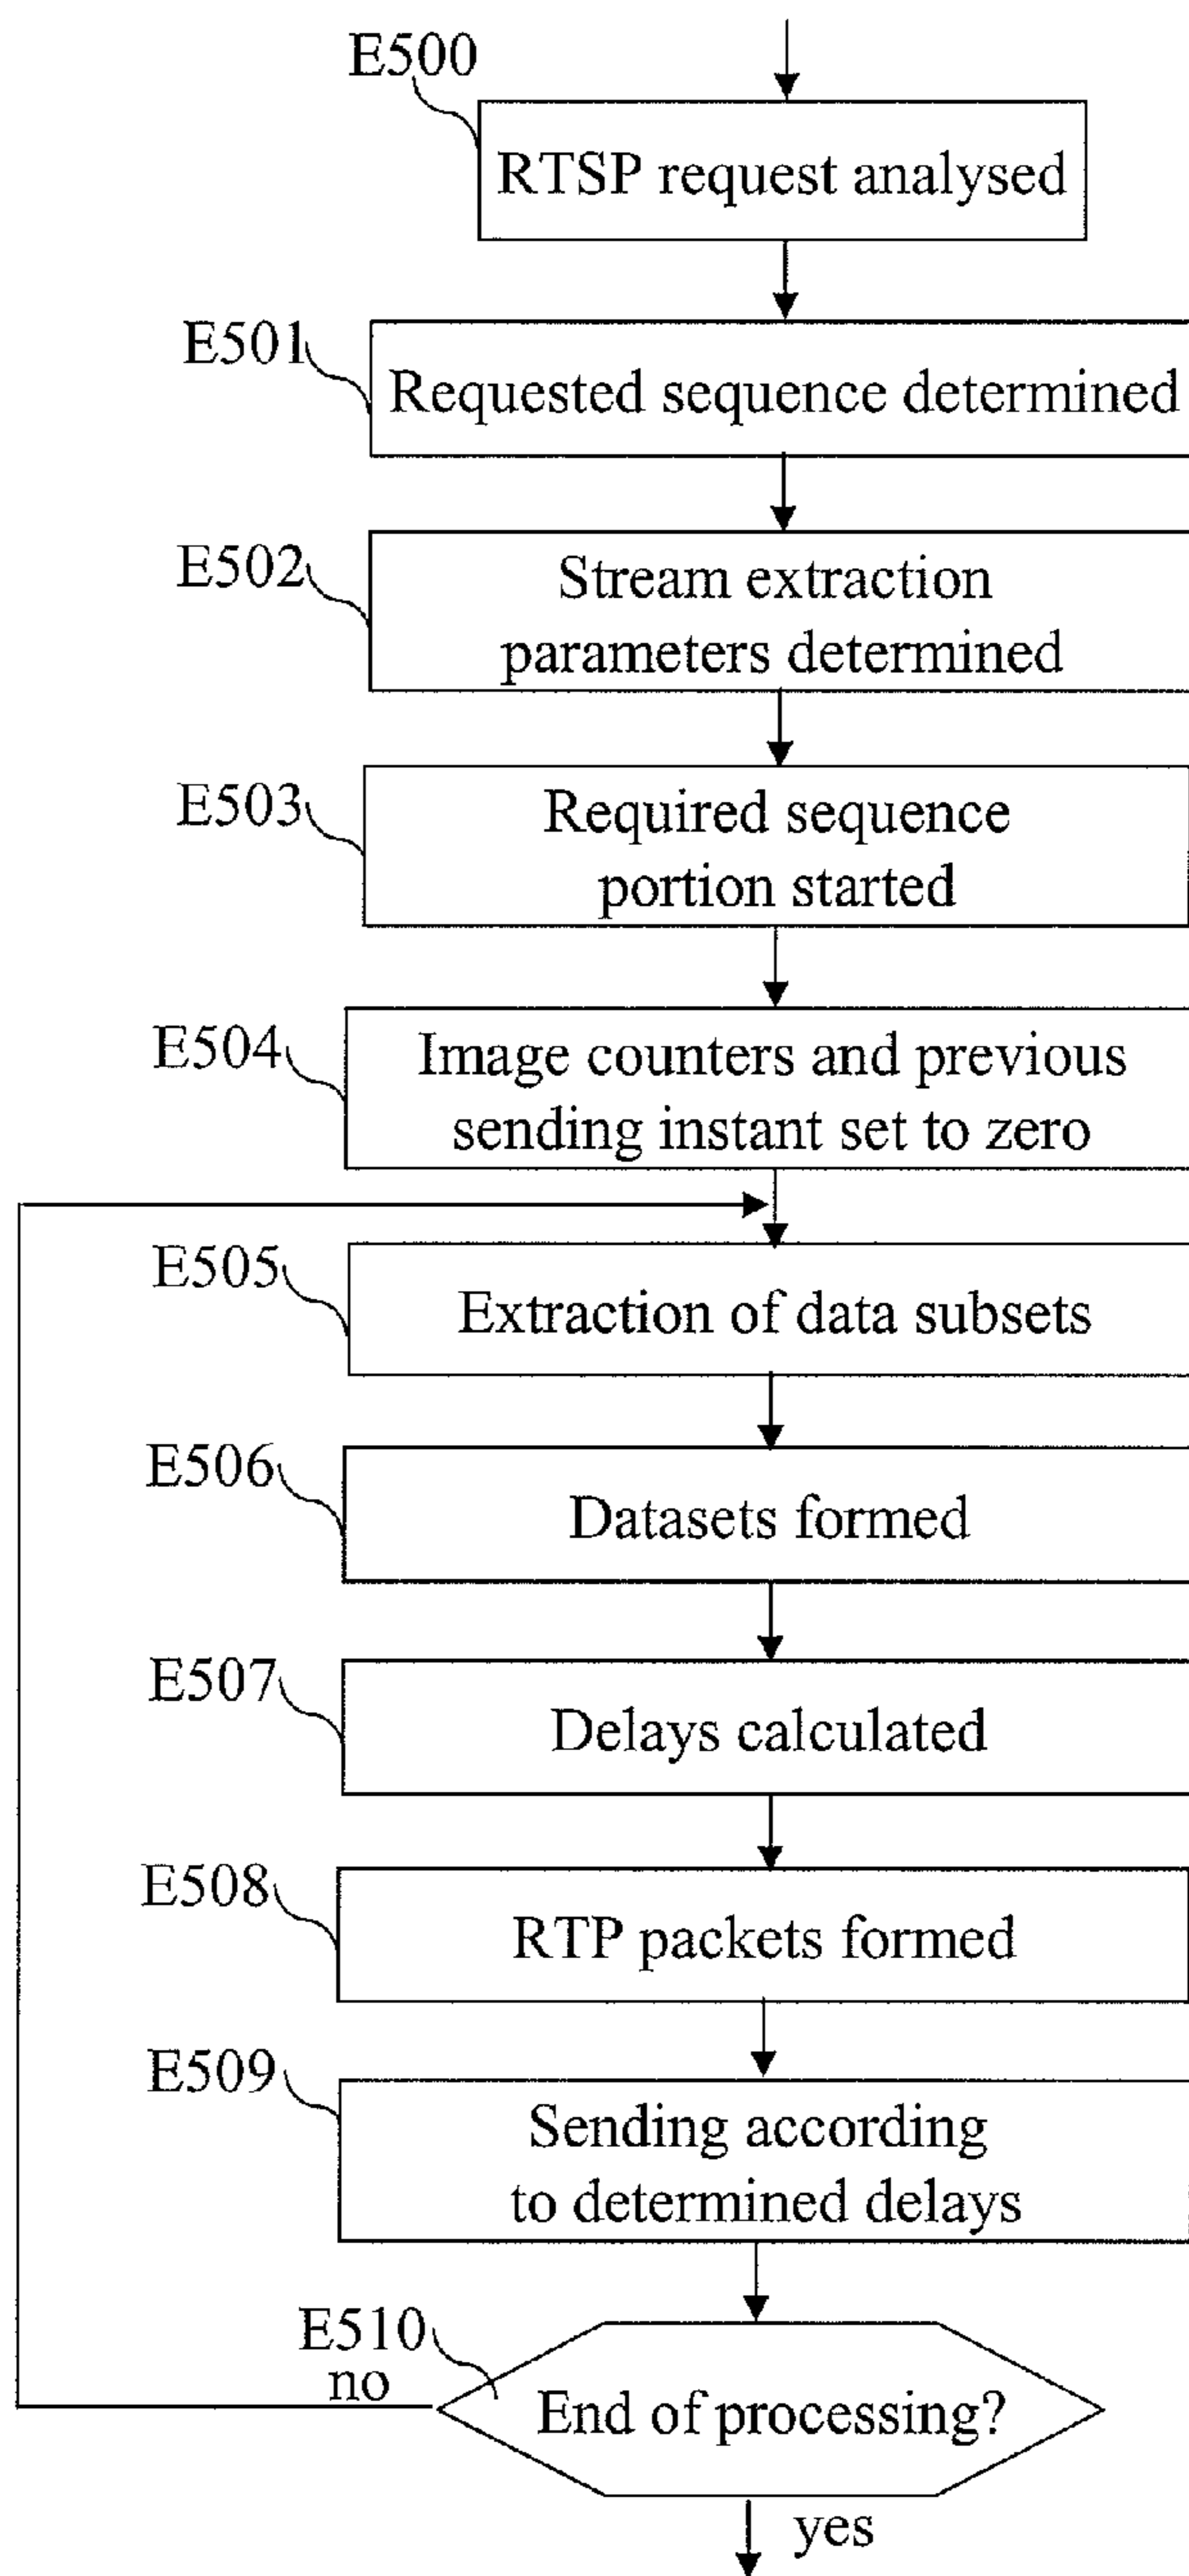 E500
RTSP request analysed
E501
Requested sequence determined
E502
Stream extraction
parameters determined
E503
Required sequence
portion started
E504
Image counters and previous
sending instant set to zero
E505
Extraction of data subsets
E506
Datasets formed
E507
Delays calculated
E508
RTP packets formed
E509
Sending according
to determined delays
E510
no
End of processing?
yes